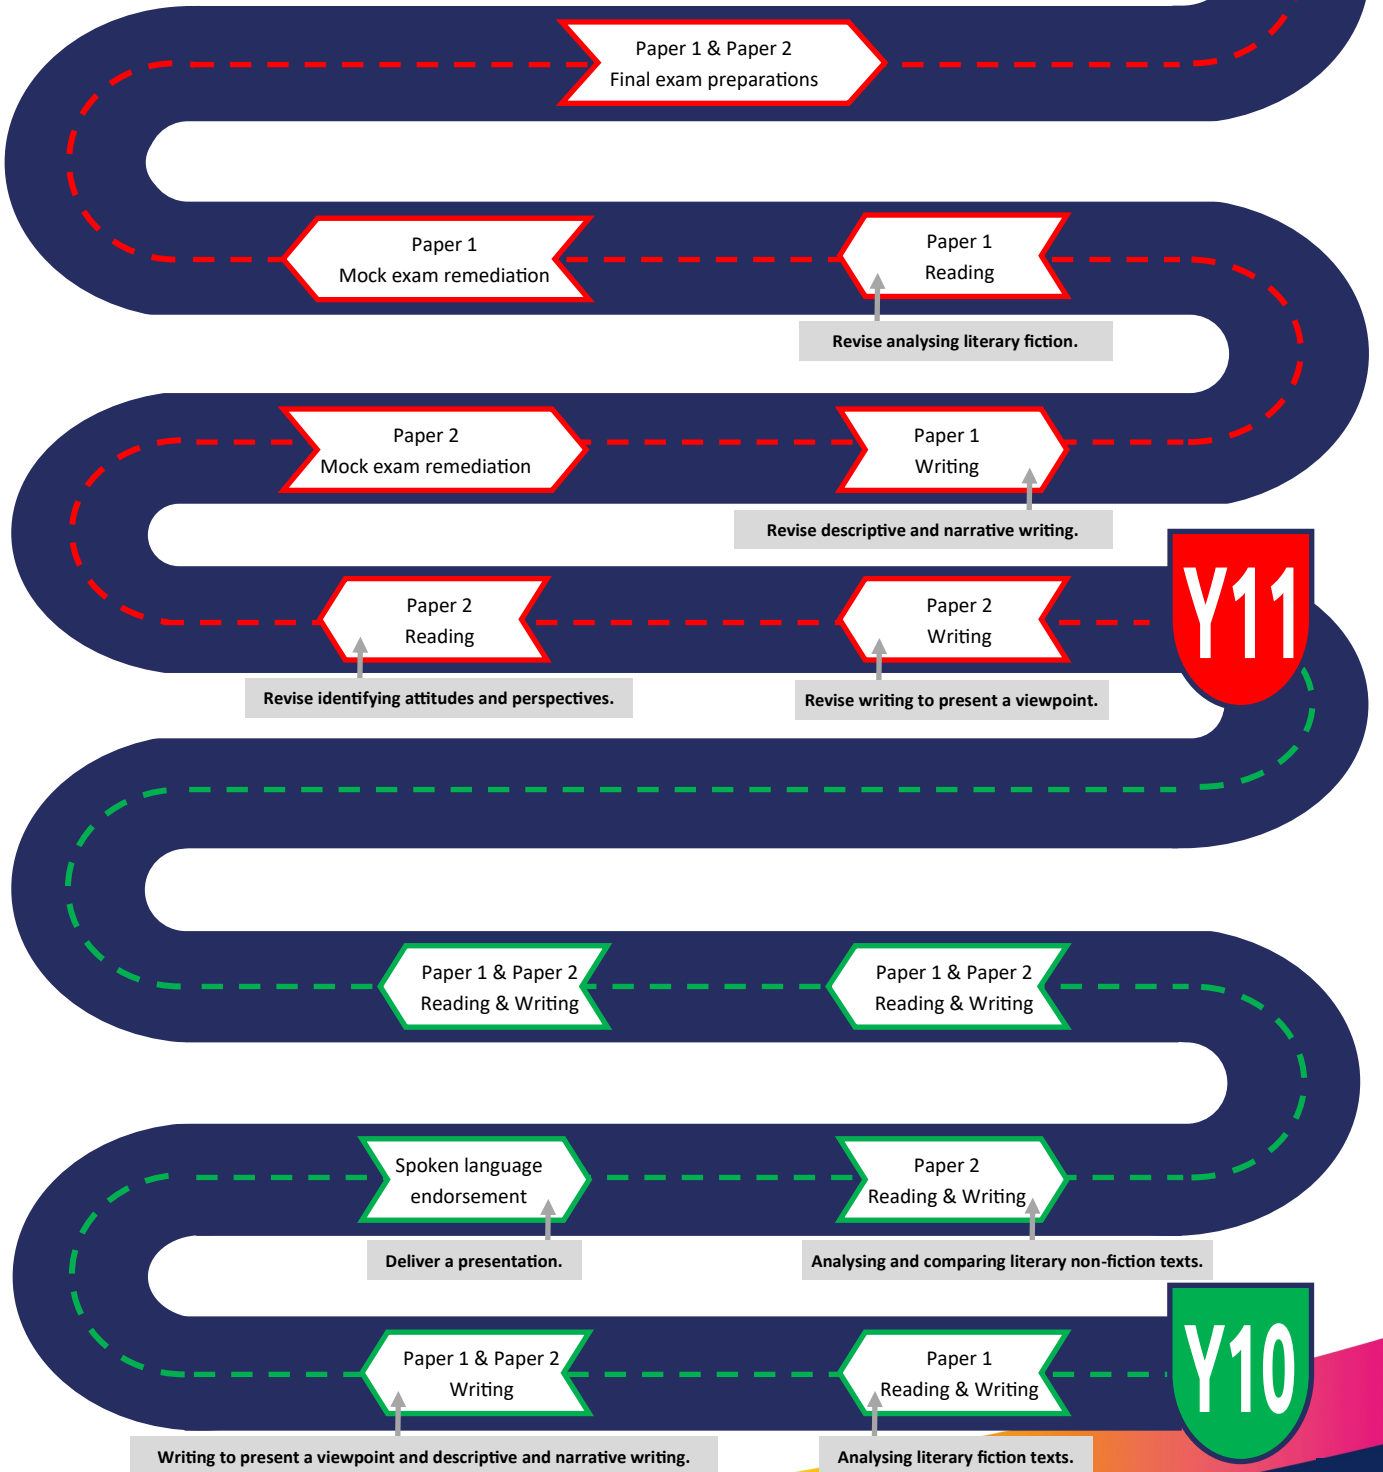 Paper 1 & Paper 2
Final exam preparations
Paper 1
Mock exam remediation
Paper 1
Reading
Revise analysing literary fiction.
Paper 2
Mock exam remediation
Paper 1
Writing
Revise descriptive and narrative writing.
Y11
Paper 2
Reading
Paper 2
Writing
Revise identifying attitudes and perspectives.
Revise writing to present a viewpoint.
Paper 1 & Paper 2
Reading & Writing
Paper 1 & Paper 2
Reading & Writing
Spoken language
endorsement
Paper 2
Reading & Writing
Deliver a presentation.
Analysing and comparing literary non-fiction texts.
Y10
Paper 1 & Paper 2
Writing
Paper 1
Reading & Writing
Writing to present a viewpoint and descriptive and narrative writing.
Analysing literary fiction texts.